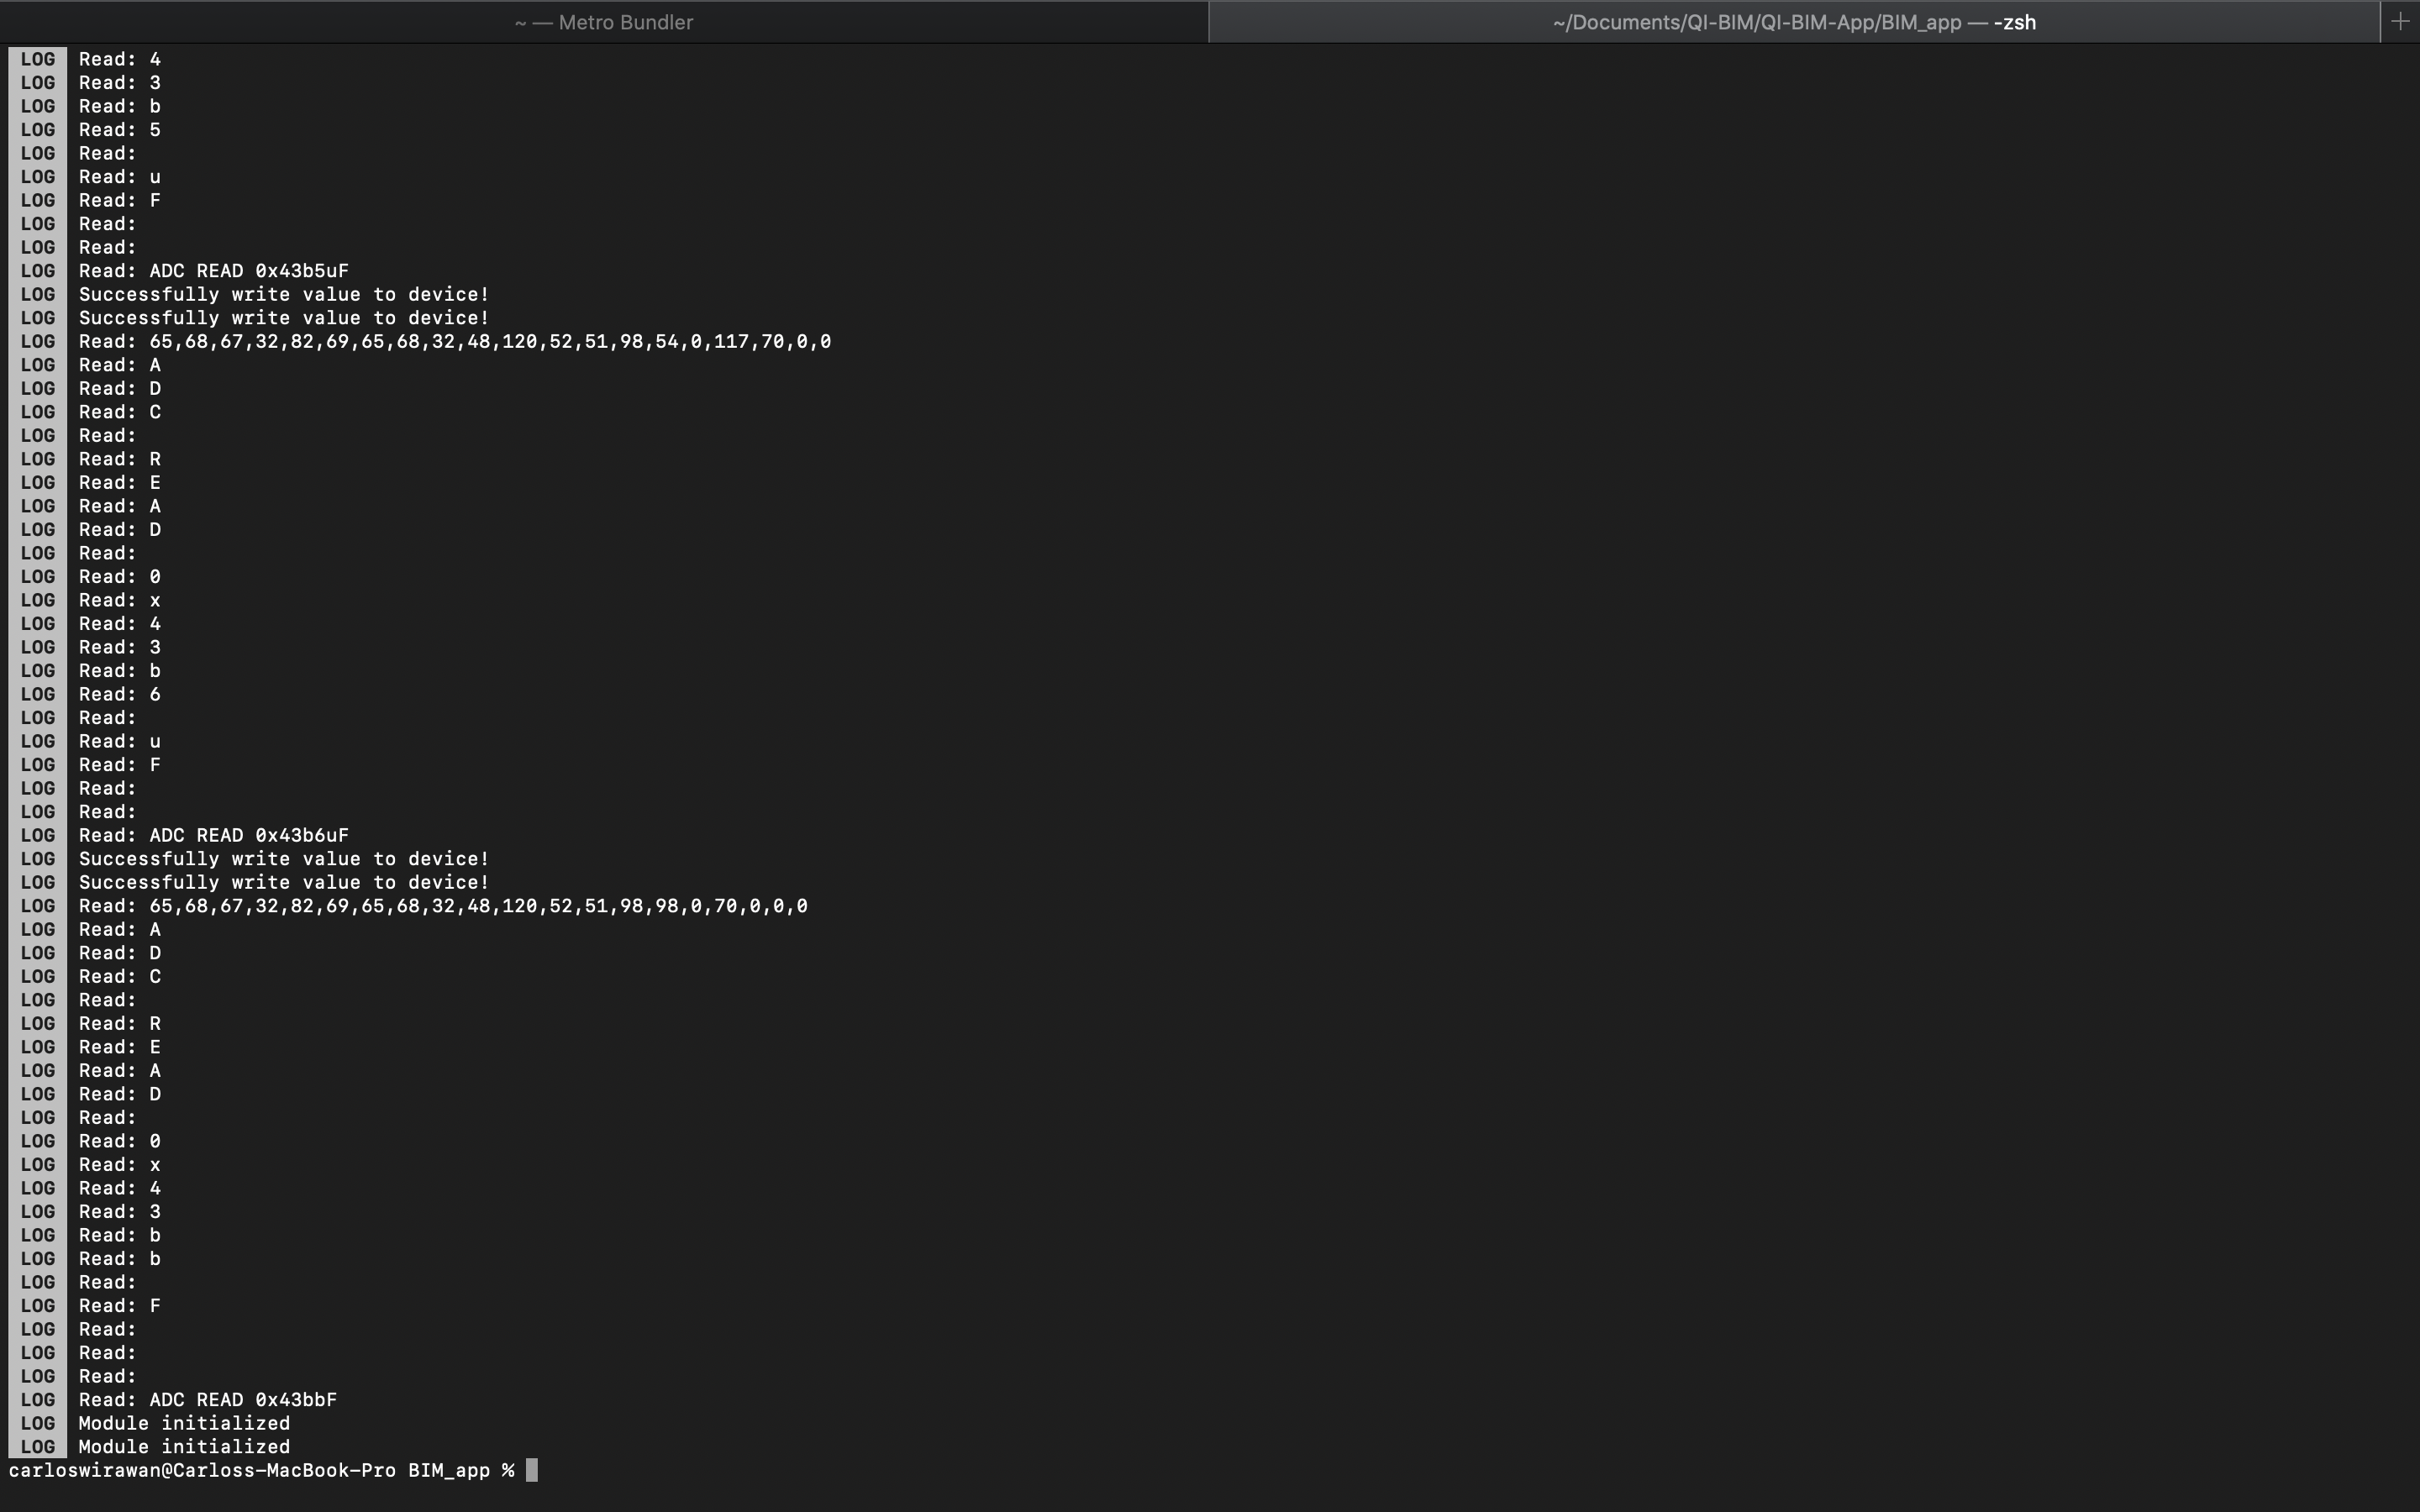 ~ — Metro Bundler
~/Documents/QI-BIM/QI-BIM-App/BIM_app — -zsh
+
LOG Read: 4
LOG Read: 3
LOG Read: b
LOG Read: 5
LOG Read:
LOG Read: u
LOG Read: F
LOG Read:
LOG Read:
LOG Read: ADC READ 0x43b5uF
LOG Successfully write value to device!
LOG Successfully write value to device!
LOG Read: 65,68,67,32,82,69,65,68,32,48,120,52,51,98,54,0,117,70,0,0
LOG Read: A
LOG Read: D
LOG Read: C
LOG Read:
LOG Read: R
LOG Read: E
LOG Read: A
LOG Read: D
LOG Read:
LOG Read: 0
LOG Read: x
LOG Read: 4
LOG Read: 3
LOG Read: b
LOG Read: 6
LOG Read:
LOG Read: u
LOG Read: F
LOG Read:
LOG Read:
LOG Read: ADC READ 0x43b6uF
LOG Successfully write value to device!
LOG Successfully write value to device!
LOG Read: 65,68,67,32,82,69,65,68,32,48,120,52,51,98,98,0,70,0,0,0
LOG Read: A
LOG Read: D
LOG Read: C
LOG Read:
LOG Read: R
LOG Read: E
LOG Read: A
LOG Read: D
LOG Read:
LOG Read: 0
LOG Read: x
LOG Read: 4
LOG Read: 3
LOG Read: b
LOG Read: b
LOG Read:
LOG Read: F
LOG Read:
LOG Read:
LOG Read:
LOG Read: ADC READ 0x43bbF
LOG Module initialized
LOG Module initialized
carloswirawan@Carloss-MacBook-Pro BIM_app %